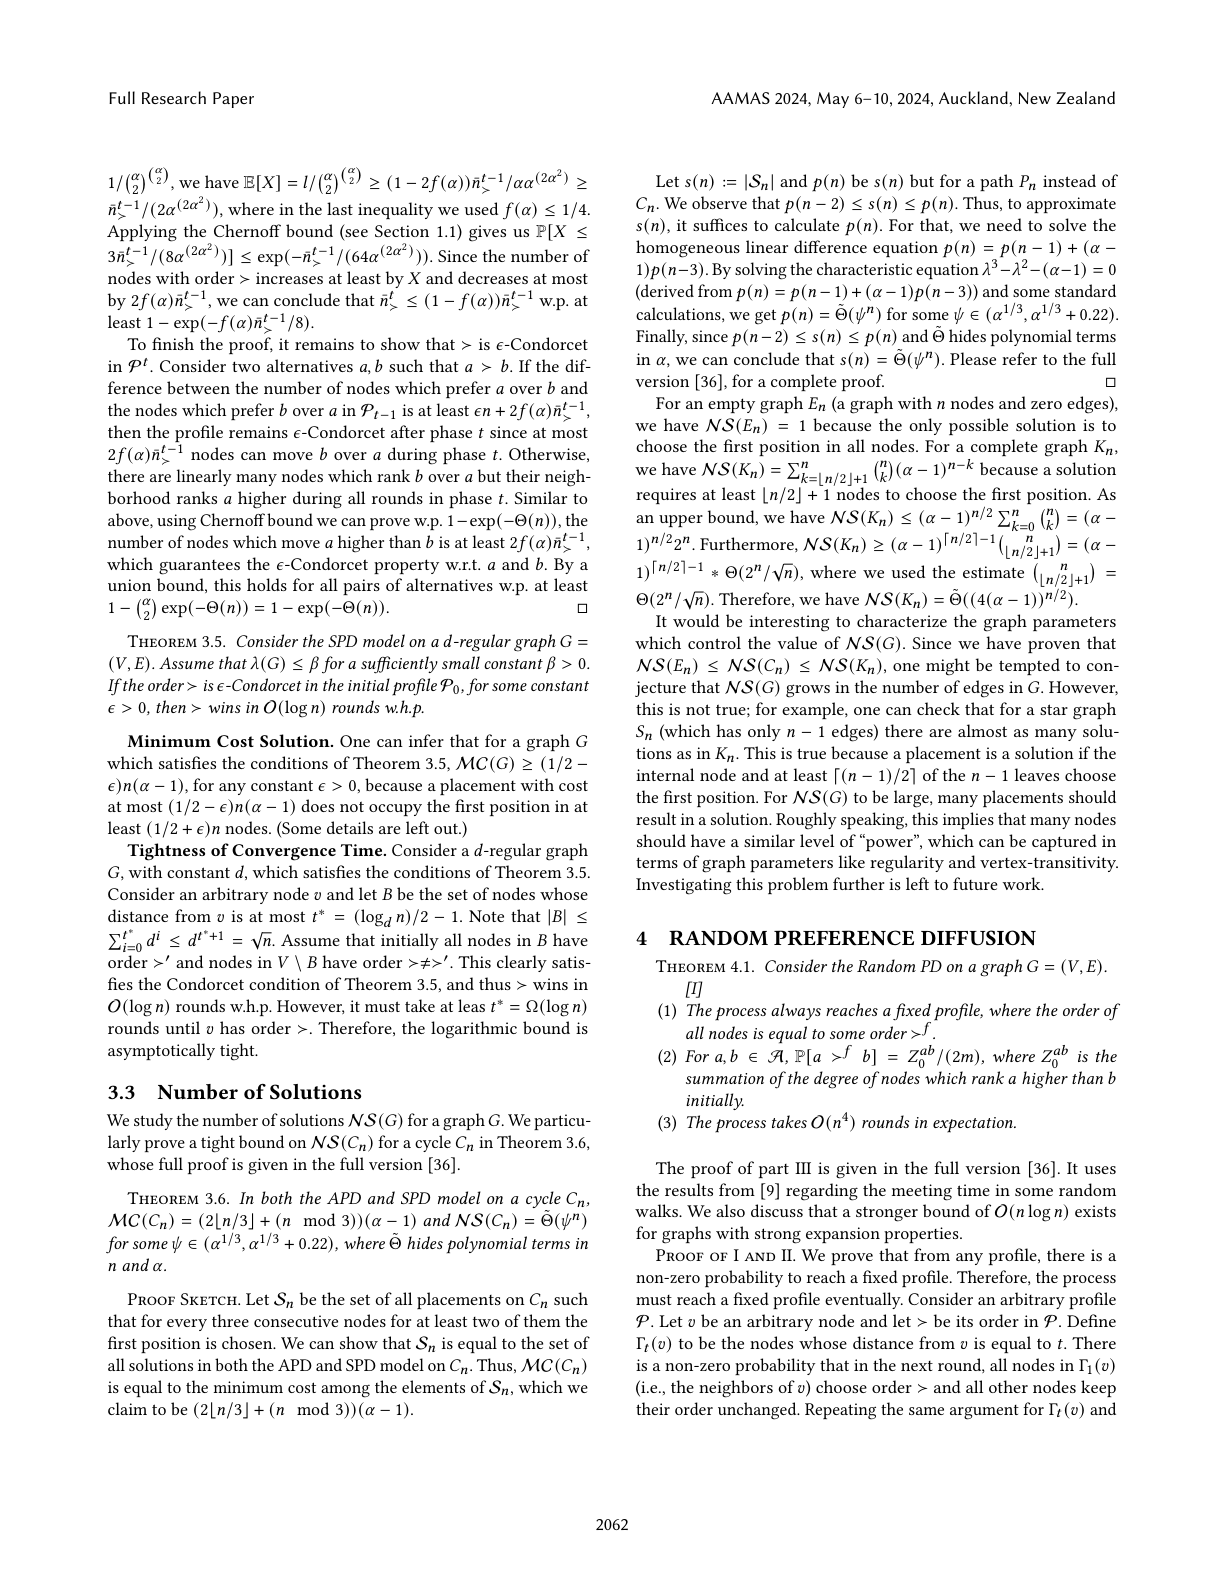 Full Research Paper
AAMAS 2024, May 6–10, 2024, Auckland, New Zealand
1/\binom{α}{2}^{\binom{α}{2}}, we have 𝔼[X] = l/\binom{α}{2}^{\binom{α}{2}} ≥ (1 − 2f(α))n̄_≻^{t−1}/αα^{(2α^2)} ≥
n̄_≻^{t−1}/(2α^{(2α^2)}), where in the last inequality we used f(α) ≤ 1/4.
Applying the Chernoff bound (see Section 1.1) gives us ℙ[X ≤
3n̄_≻^{t−1}/(8α^{(2α^2)})] ≤ exp(−n̄_≻^{t−1}/(64α^{(2α^2)})). Since the number of
nodes with order ≻ increases at least by X and decreases at most
by 2f(α)n̄_≻^{t−1}, we can conclude that n̄_≻^t ≤ (1 − f(α))n̄_≻^{t−1} w.p. at
least 1 − exp(−f(α)n̄_≻^{t−1}/8).
To finish the proof, it remains to show that ≻ is ϵ-Condorcet
in 𝒫^t. Consider two alternatives a, b such that a ≻ b. If the dif-
ference between the number of nodes which prefer a over b and
the nodes which prefer b over a in 𝒫_{t−1} is at least ϵn + 2f(α)n̄_≻^{t−1},
then the profile remains ϵ-Condorcet after phase t since at most
2f(α)n̄_≻^{t−1} nodes can move b over a during phase t. Otherwise,
there are linearly many nodes which rank b over a but their neigh-
borhood ranks a higher during all rounds in phase t. Similar to
above, using Chernoff bound we can prove w.p. 1−exp(−Θ(n)), the
number of nodes which move a higher than b is at least 2f(α)n̄_≻^{t−1},
which guarantees the ϵ-Condorcet property w.r.t. a and b. By a
union bound, this holds for all pairs of alternatives w.p. at least
1 − \binom{α}{2} exp(−Θ(n)) = 1 − exp(−Θ(n)). □
Theorem 3.5. Consider the SPD model on a d-regular graph G =
(V, E). Assume that λ(G) ≤ β for a sufficiently small constant β > 0.
If the order ≻ is ϵ-Condorcet in the initial profile 𝒫_0, for some constant
ϵ > 0, then ≻ wins in O(log n) rounds w.h.p.
Minimum Cost Solution. One can infer that for a graph G
which satisfies the conditions of Theorem 3.5, ℳ𝒞(G) ≥ (1/2 −
ϵ)n(α − 1), for any constant ϵ > 0, because a placement with cost
at most (1/2 − ϵ)n(α − 1) does not occupy the first position in at
least (1/2 + ϵ)n nodes. (Some details are left out.)
Tightness of Convergence Time. Consider a d-regular graph
G, with constant d, which satisfies the conditions of Theorem 3.5.
Consider an arbitrary node v and let B be the set of nodes whose
distance from v is at most t* = (log_d n)/2 − 1. Note that |B| ≤
∑_{i=0}^{t*} d^i ≤ d^{t*+1} = √n. Assume that initially all nodes in B have
order ≻′ and nodes in V \ B have order ≻≠≻′. This clearly satis-
fies the Condorcet condition of Theorem 3.5, and thus ≻ wins in
O(log n) rounds w.h.p. However, it must take at leas t* = Ω(log n)
rounds until v has order ≻. Therefore, the logarithmic bound is
asymptotically tight.
3.3 Number of Solutions
We study the number of solutions 𝒩𝒮(G) for a graph G. We particu-
larly prove a tight bound on 𝒩𝒮(C_n) for a cycle C_n in Theorem 3.6,
whose full proof is given in the full version [36].
Theorem 3.6. In both the APD and SPD model on a cycle C_n,
ℳ𝒞(C_n) = (2⌊n/3⌋ + (n mod 3))(α − 1) and 𝒩𝒮(C_n) = Θ̃(ψ^n)
for some ψ ∈ (α^{1/3}, α^{1/3} + 0.22), where Θ̃ hides polynomial terms in
n and α.
Proof Sketch. Let 𝒮_n be the set of all placements on C_n such
that for every three consecutive nodes for at least two of them the
first position is chosen. We can show that 𝒮_n is equal to the set of
all solutions in both the APD and SPD model on C_n. Thus, ℳ𝒞(C_n)
is equal to the minimum cost among the elements of 𝒮_n, which we
claim to be (2⌊n/3⌋ + (n mod 3))(α − 1).
Let s(n) := |𝒮_n| and p(n) be s(n) but for a path P_n instead of
C_n. We observe that p(n − 2) ≤ s(n) ≤ p(n). Thus, to approximate
s(n), it suffices to calculate p(n). For that, we need to solve the
homogeneous linear difference equation p(n) = p(n − 1) + (α −
1)p(n−3). By solving the characteristic equation λ^3−λ^2−(α−1) = 0
(derived from p(n) = p(n−1) + (α−1)p(n−3)) and some standard
calculations, we get p(n) = Θ̃(ψ^n) for some ψ ∈ (α^{1/3}, α^{1/3} + 0.22).
Finally, since p(n−2) ≤ s(n) ≤ p(n) and Θ̃ hides polynomial terms
in α, we can conclude that s(n) = Θ̃(ψ^n). Please refer to the full
version [36], for a complete proof. □
For an empty graph E_n (a graph with n nodes and zero edges),
we have 𝒩𝒮(E_n) = 1 because the only possible solution is to
choose the first position in all nodes. For a complete graph K_n,
we have 𝒩𝒮(K_n) = ∑_{k=⌊n/2⌋+1}^n \binom{n}{k}(α − 1)^{n−k} because a solution
requires at least ⌊n/2⌋ + 1 nodes to choose the first position. As
an upper bound, we have 𝒩𝒮(K_n) ≤ (α − 1)^{n/2} ∑_{k=0}^n \binom{n}{k} = (α −
1)^{n/2}2^n. Furthermore, 𝒩𝒮(K_n) ≥ (α − 1)^{⌈n/2⌉−1}\binom{n}{⌊n/2⌋+1} = (α −
1)^{⌈n/2⌉−1} ∗ Θ(2^n/√n), where we used the estimate \binom{n}{⌊n/2⌋+1} =
Θ(2^n/√n). Therefore, we have 𝒩𝒮(K_n) = Θ̃((4(α − 1))^{n/2}).
It would be interesting to characterize the graph parameters
which control the value of 𝒩𝒮(G). Since we have proven that
𝒩𝒮(E_n) ≤ 𝒩𝒮(C_n) ≤ 𝒩𝒮(K_n), one might be tempted to con-
jecture that 𝒩𝒮(G) grows in the number of edges in G. However,
this is not true; for example, one can check that for a star graph
S_n (which has only n − 1 edges) there are almost as many solu-
tions as in K_n. This is true because a placement is a solution if the
internal node and at least ⌈(n − 1)/2⌉ of the n − 1 leaves choose
the first position. For 𝒩𝒮(G) to be large, many placements should
result in a solution. Roughly speaking, this implies that many nodes
should have a similar level of “power”, which can be captured in
terms of graph parameters like regularity and vertex-transitivity.
Investigating this problem further is left to future work.
4 RANDOM PREFERENCE DIFFUSION
Theorem 4.1. Consider the Random PD on a graph G = (V, E).
[I]
(1) The process always reaches a fixed profile, where the order of
all nodes is equal to some order ≻^f.
(2) For a, b ∈ 𝒜, ℙ[a ≻^f b] = Z_0^{ab}/(2m), where Z_0^{ab} is the
summation of the degree of nodes which rank a higher than b
initially.
(3) The process takes O(n^4) rounds in expectation.
The proof of part III is given in the full version [36]. It uses
the results from [9] regarding the meeting time in some random
walks. We also discuss that a stronger bound of O(n log n) exists
for graphs with strong expansion properties.
Proof of I and II. We prove that from any profile, there is a
non-zero probability to reach a fixed profile. Therefore, the process
must reach a fixed profile eventually. Consider an arbitrary profile
𝒫. Let v be an arbitrary node and let ≻ be its order in 𝒫. Define
Γ_t(v) to be the nodes whose distance from v is equal to t. There
is a non-zero probability that in the next round, all nodes in Γ_1(v)
(i.e., the neighbors of v) choose order ≻ and all other nodes keep
their order unchanged. Repeating the same argument for Γ_t(v) and
2062